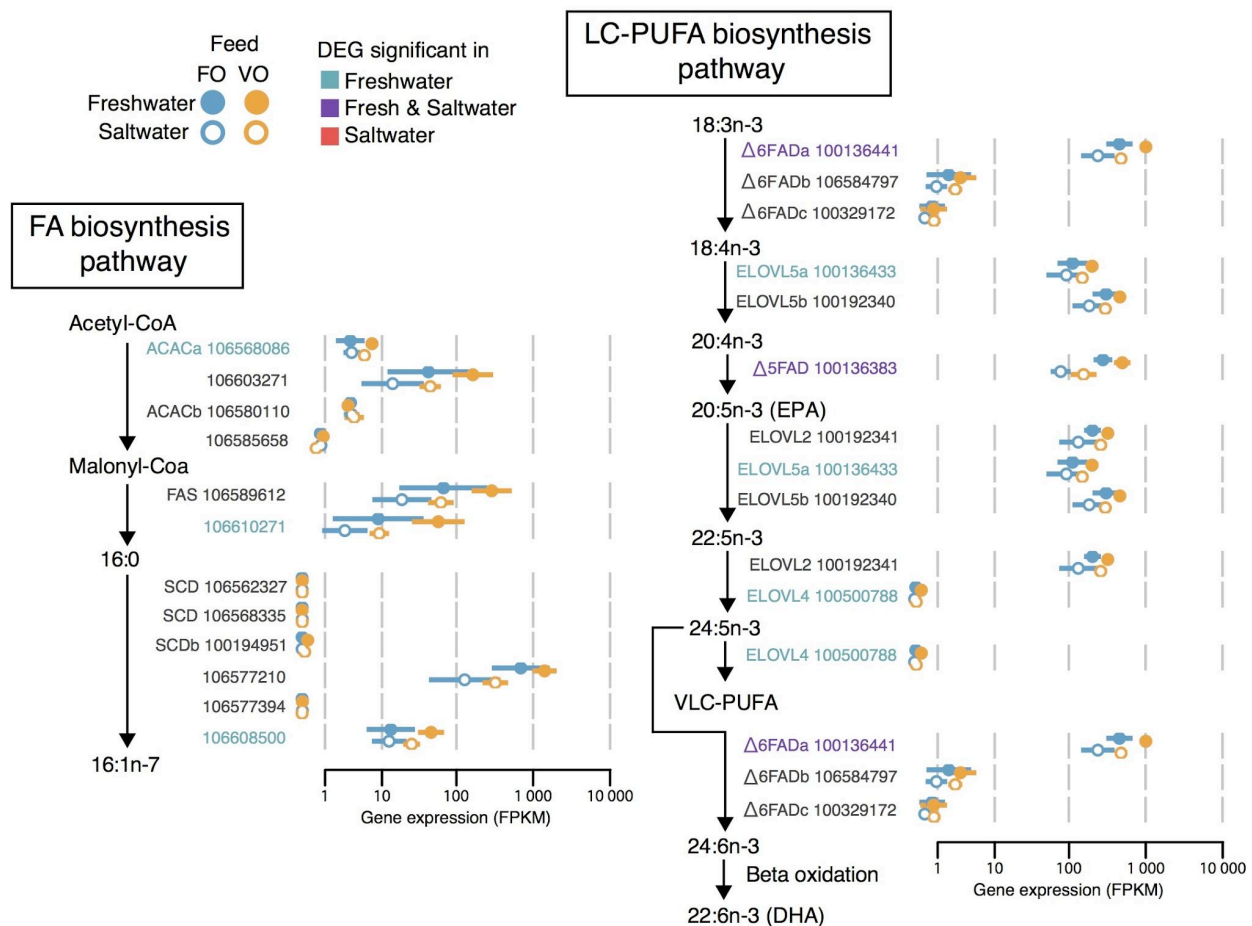 Feed
FO VO
Freshwater
Saltwater
DEG significant in
Freshwater
Fresh & Saltwater
Saltwater
FA biosynthesis
pathway
Acetyl-CoA
ACACa 106568086
106603271
ACACb 106580110
106585658
Malonyl-Coa
FAS 106589612
106610271
16:0
SCD 106562327
SCD 106568335
SCDb 100194951
106577210
106577394
106608500
16:1n-7
1 10 100 1 000 10 000
Gene expression (FPKM)
LC-PUFA biosynthesis
pathway
18:3n-3
Δ6FADa 100136441
Δ6FADb 106584797
Δ6FADc 100329172
18:4n-3
ELOVL5a 100136433
ELOVL5b 100192340
20:4n-3
Δ5FAD 100136383
20:5n-3 (EPA)
ELOVL2 100192341
ELOVL5a 100136433
ELOVL5b 100192340
22:5n-3
ELOVL2 100192341
ELOVL4 100500788
24:5n-3
ELOVL4 100500788
VLC-PUFA
Δ6FADa 100136441
Δ6FADb 106584797
Δ6FADc 100329172
24:6n-3
Beta oxidation
22:6n-3 (DHA)
1 10 100 1 000 10 000
Gene expression (FPKM)